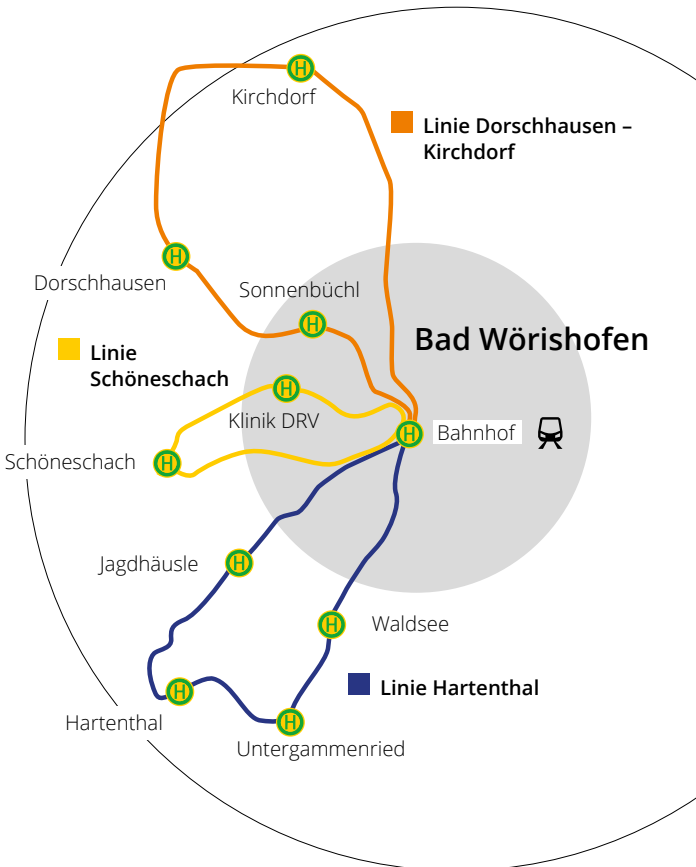 H
Kirchdorf
Linie Dorschhausen –
Kirchdorf
H
Dorschhausen
Sonnenbüchl
H
Bad Wörishofen
Linie
Schöneschach
H
Klinik DRV
H
Bahnhof
Schöneschach
H
Jagdhäusle
H
H
Waldsee
H
Linie Hartenthal
Hartenthal
H
Untergammenried